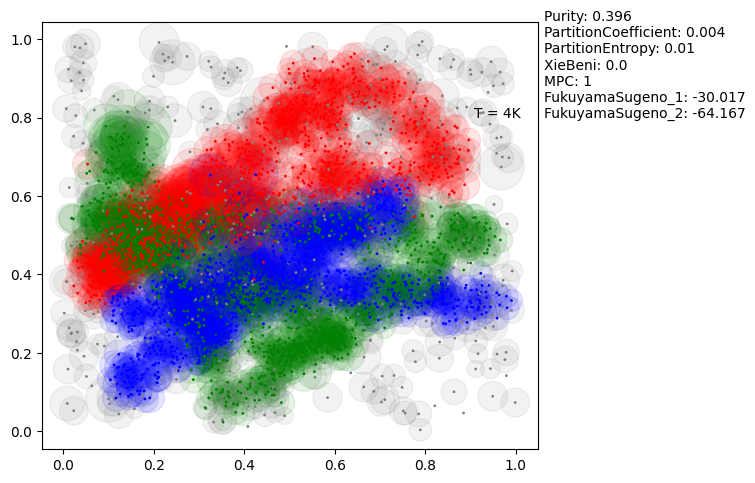 Purity: 0.396
PartitionCoefficient: 0.004
PartitionEntropy: 0.01
XieBeni: 0.0
MPC: 1
FukuyamaSugeno_1: -30.017
FukuyamaSugeno_2: -64.167
T = 4K
1.0
0.8
0.6
0.4
0.2
0.0
0.0 0.2 0.4 0.6 0.8 1.0